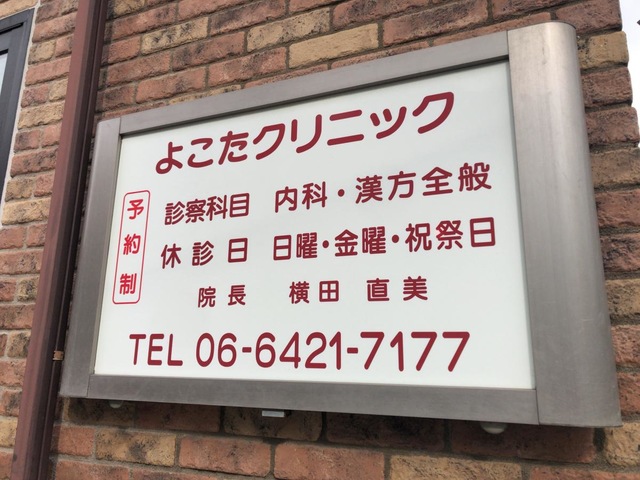 よこたクリニック
予約制
診察科目 内科・漢方全般
休診日 日曜・金曜・祝祭日
院長 横田 直美
TEL 06-6421-7177